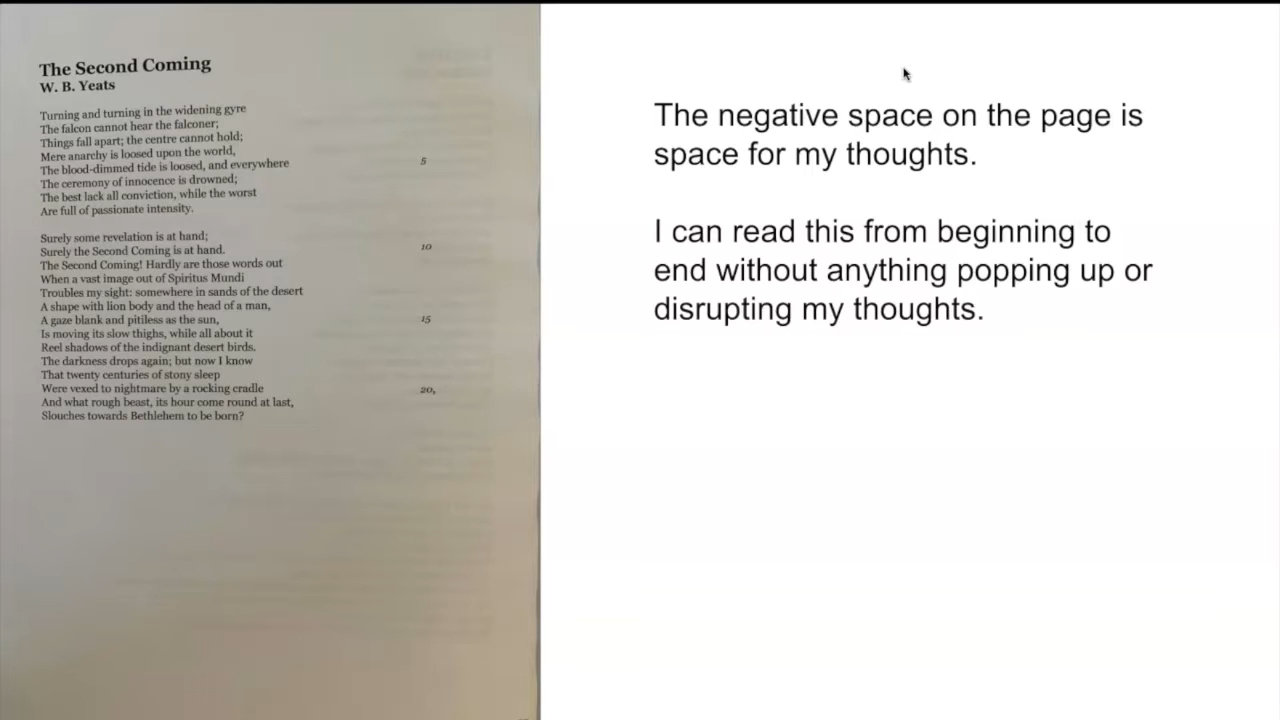 The Second Coming
W. B. Yeats
Turning and turning in the widening gyre
The falcon cannot hear the falconer;
Things fall apart; the centre cannot hold;
Mere anarchy is loosed upon the world,
The blood-dimmed tide is loosed, and everywhere
5
The ceremony of innocence is drowned;
The best lack all conviction, while the worst
Are full of passionate intensity.
Surely some revelation is at hand;
Surely the Second Coming is at hand.
10
The Second Coming! Hardly are those words out
When a vast image out of Spiritus Mundi
Troubles my sight: somewhere in sands of the desert
A shape with lion body and the head of a man,
A gaze blank and pitiless as the sun,
15
Is moving its slow thighs, while all about it
Reel shadows of the indignant desert birds.
The darkness drops again; but now I know
That twenty centuries of stony sleep
Were vexed to nightmare by a rocking cradle
20,
And what rough beast, its hour come round at last,
Slouches towards Bethlehem to be born?
The negative space on the page is
space for my thoughts.
I can read this from beginning to
end without anything popping up or
disrupting my thoughts.